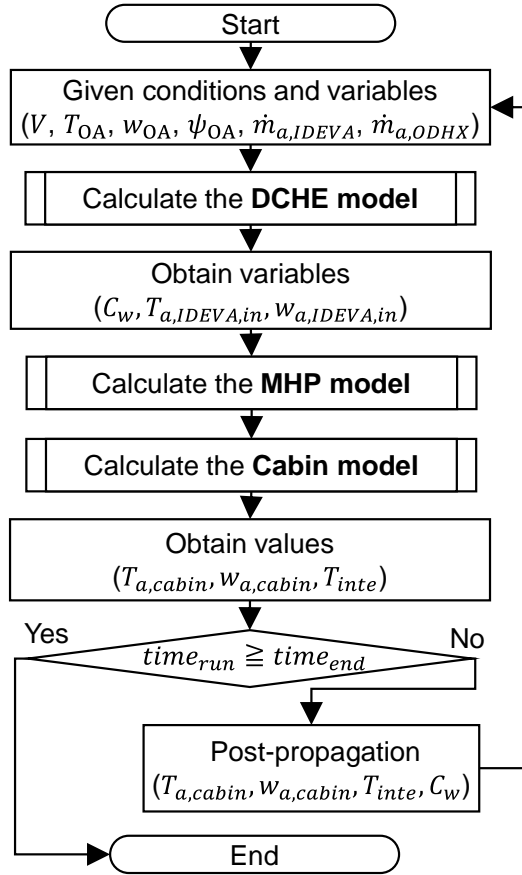 Start
Given conditions and variables
(V, T_OA, w_OA, ψ_OA, ṁ_a,IDEVA, ṁ_a,ODHX)
Calculate the DCHE model
Obtain variables
(C_w, T_a,IDEVA,in, w_a,IDEVA,in)
Calculate the MHP model
Calculate the Cabin model
Obtain values
(T_a,cabin, w_a,cabin, T_inte)
Yes
time_run ≧ time_end
No
Post-propagation
(T_a,cabin, w_a,cabin, T_inte, C_w)
End